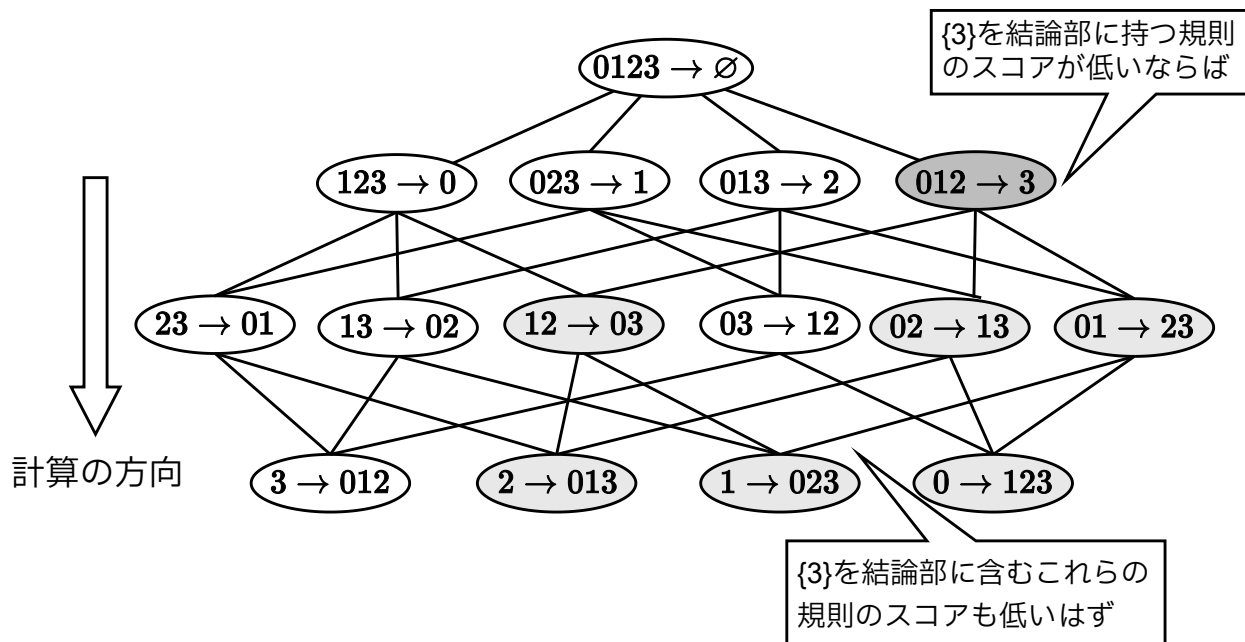 {3}を結論部に持つ規則
のスコアが低いならば
0123 → ∅
123 → 0
023 → 1
013 → 2
012 → 3
23 → 01
13 → 02
12 → 03
03 → 12
02 → 13
01 → 23
計算の方向
3 → 012
2 → 013
1 → 023
0 → 123
{3}を結論部に含むこれらの
規則のスコアも低いはず